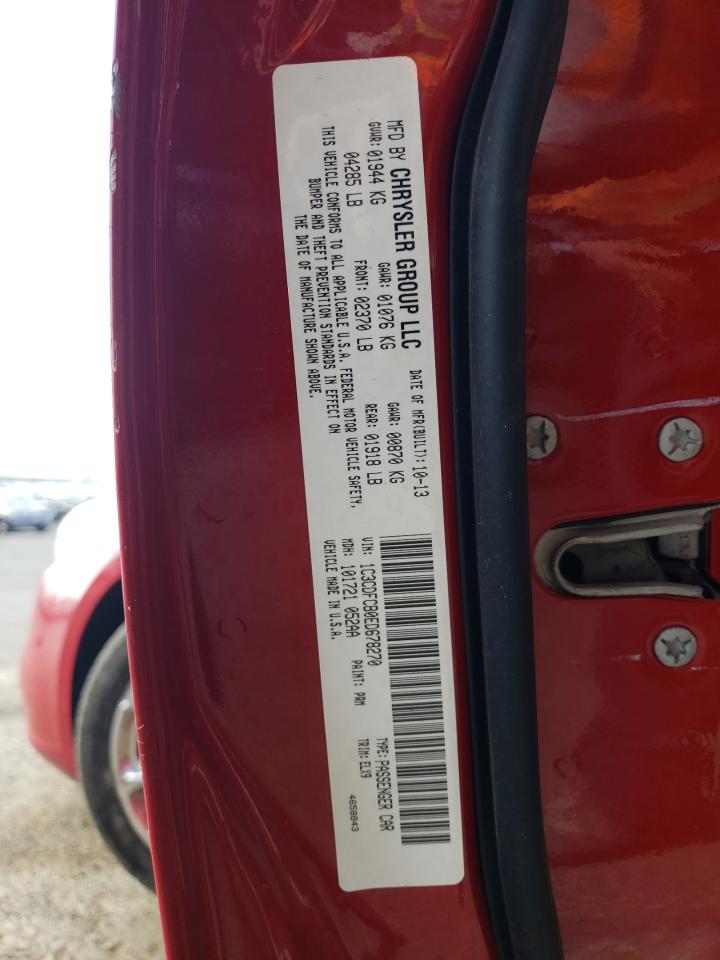 MFD BY CHRYSLER GROUP LLC DATE OF MFR(BUILT): 10-13
GVWR: 01944 KG GAWR: 01076 KG GAWR: 00870 KG
04285 LB FRONT: 02370 LB REAR: 01918 LB
THIS VEHICLE CONFORMS TO ALL APPLICABLE U.S.A. FEDERAL MOTOR VEHICLE SAFETY,
BUMPER AND THEFT PREVENTION STANDARDS IN EFFECT ON
THE DATE OF MANUFACTURE SHOWN ABOVE.
VIN: 1C3CDFCB0ED678270 TYPE: PASSENGER CAR
MDH: 101721 052AA PAINT: PRM TRIM: ELX9
VEHICLE MADE IN U.S.A. 4658843